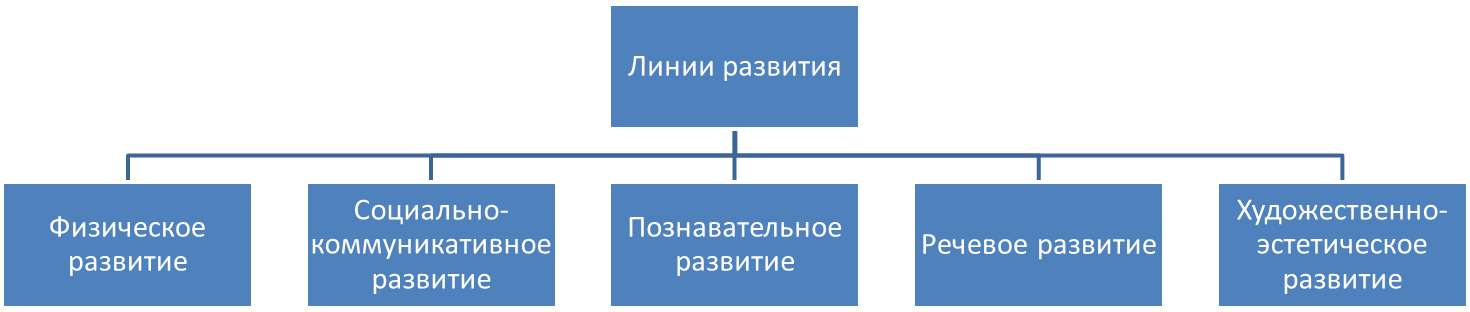 Линии развития
Физическое
развитие
Социально-
коммуникативное
развитие
Познавательное
развитие
Речевое развитие
Художественно-
эстетическое
развитие